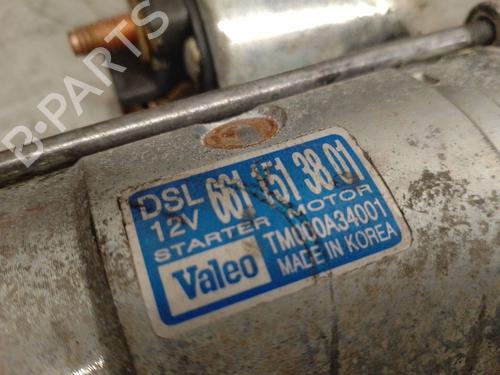 B-PARTS
DSL 661 151 38 01
12V STARTER MOTOR
Valeo TM000A34001
MADE IN KOREA